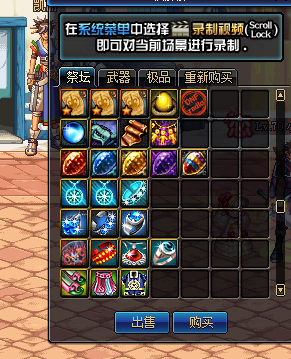 在系统菜单中选择 录制视频(Scroll Lock)
即可对当前场景进行录制.
祭坛 武器 极品 重新购买
出售 购买